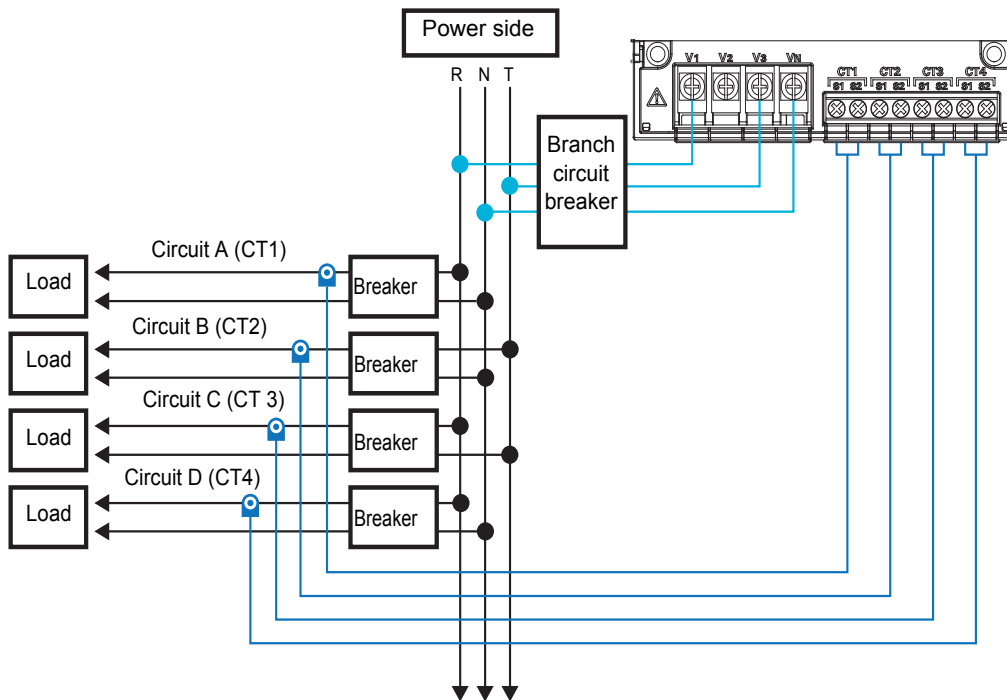 Power side
R N T
V1 V2 V3 VN
CT1 CT2 CT3 CT4
S1 S2 S1 S2 S1 S2 S1 S2
Branch
circuit
breaker
Circuit A (CT1)
Load
Breaker
Circuit B (CT2)
Load
Breaker
Circuit C (CT 3)
Load
Breaker
Circuit D (CT4)
Load
Breaker